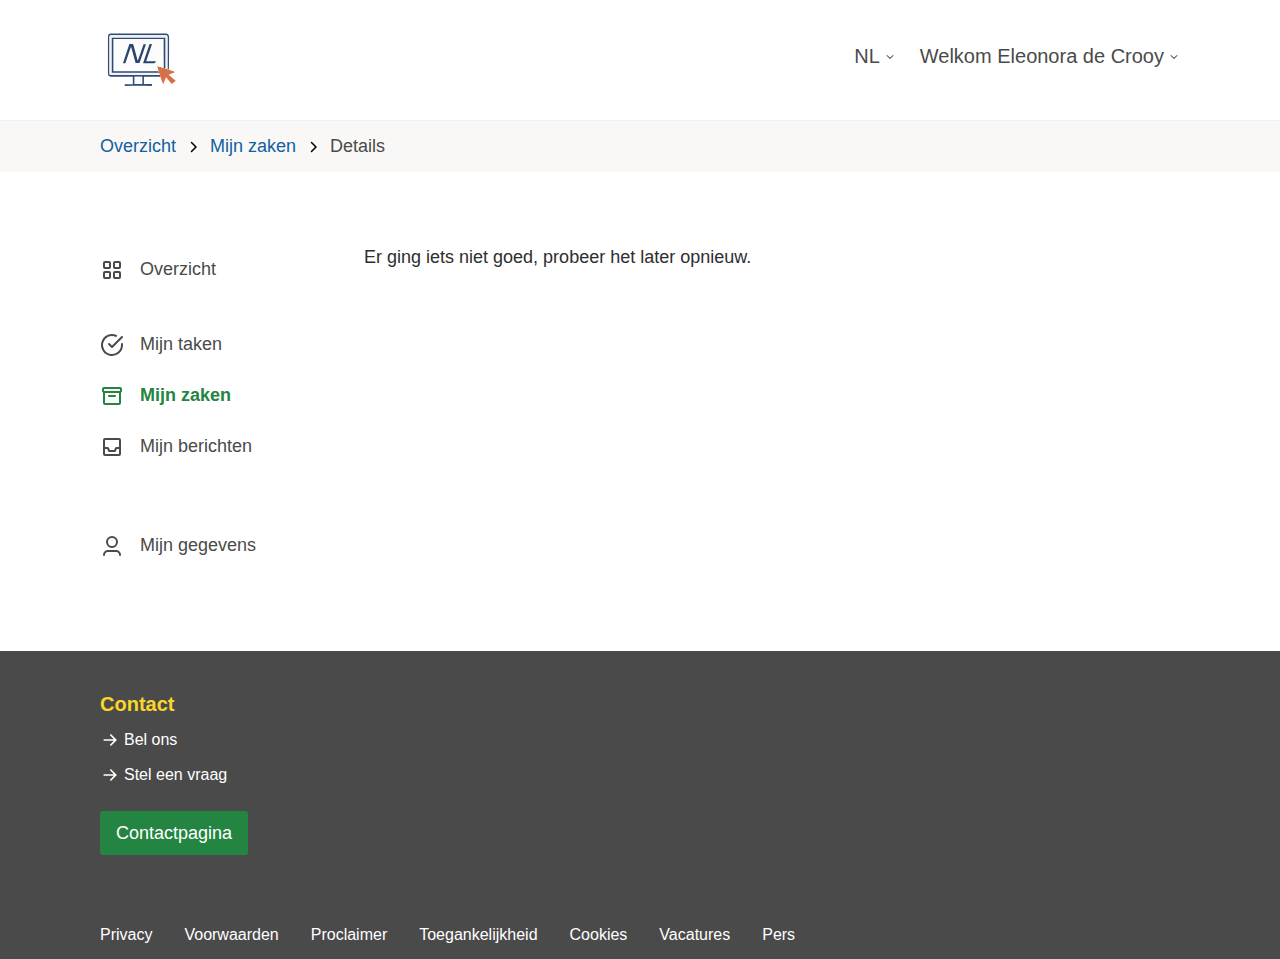 NL
NL
Welkom Eleonora de Crooy
Overzicht
Mijn zaken
Details
Er ging iets niet goed, probeer het later opnieuw.
Overzicht
Mijn taken
Mijn zaken
Mijn berichten
Mijn gegevens
Contact
Bel ons
Stel een vraag
Contactpagina
Privacy
Voorwaarden
Proclaimer
Toegankelijkheid
Cookies
Vacatures
Pers